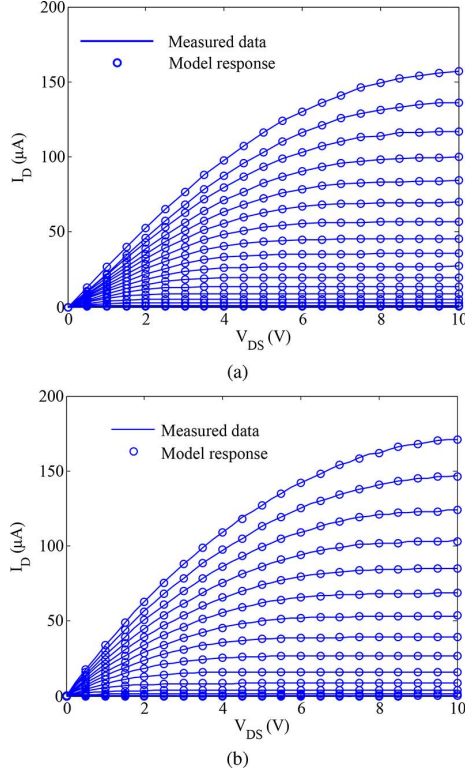 (a)
200
Measured data
Model response
150
100
50
0
I_D (μA)
0 2 4 6 8 10
V_DS (V)
(a)
200
Measured data
Model response
150
100
50
0
I_D (μA)
0 2 4 6 8 10
V_DS (V)
(b)